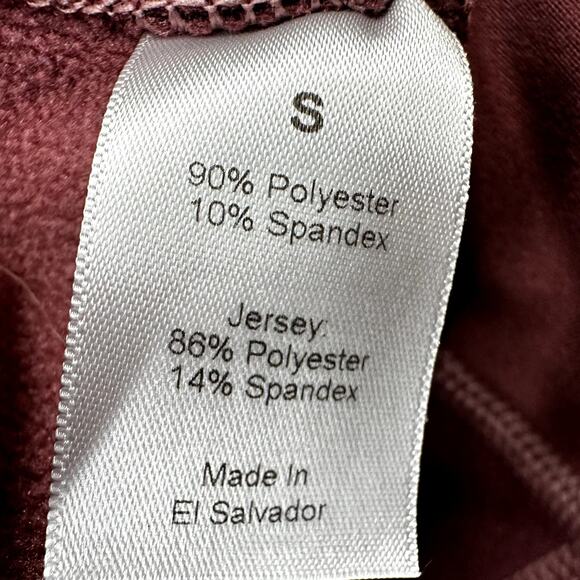 S
90% Polyester
10% Spandex
Jersey:
86% Polyester
14% Spandex
Made In
El Salvador